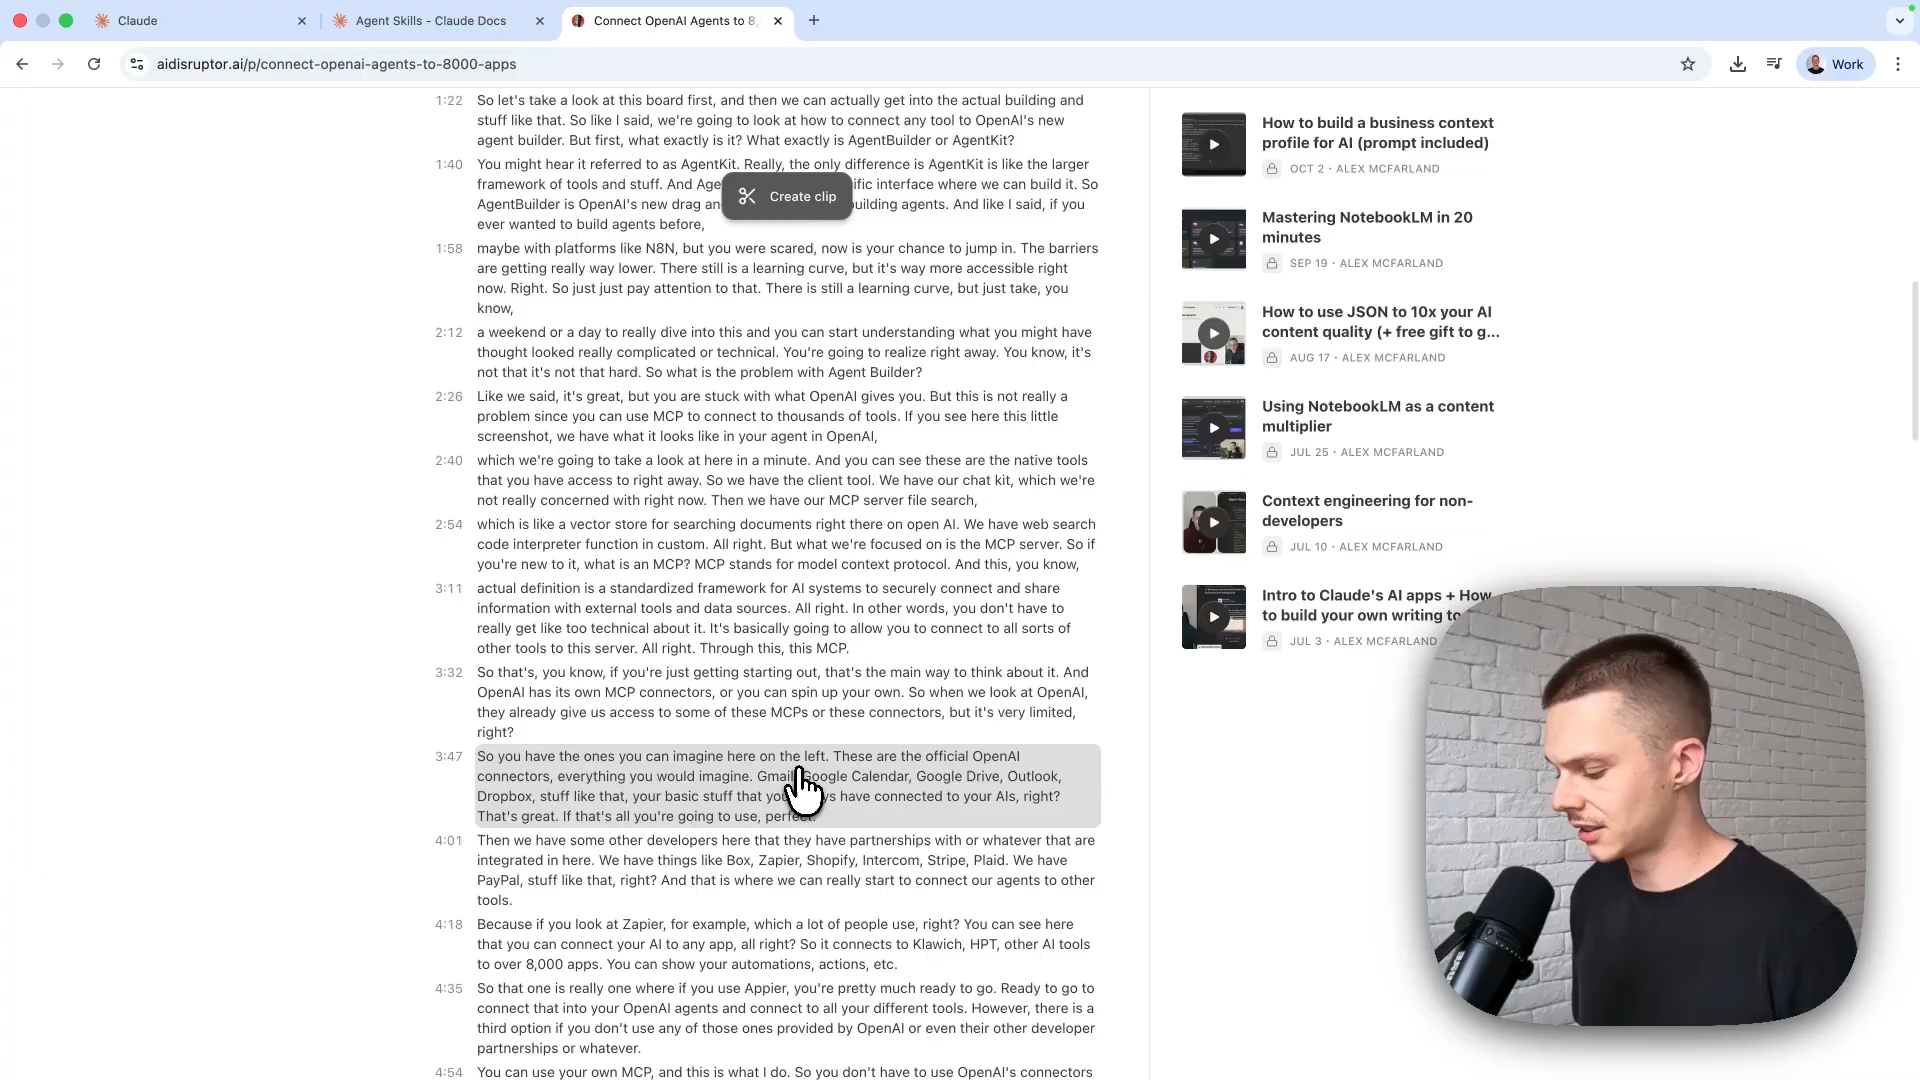 Claude
Agent Skills - Claude Docs
Connect OpenAI Agents to 8,
aidisruptor.ai/p/connect-openai-agents-to-8000-apps
Work
1:22 So let's take a look at this board first, and then we can actually get into the actual building and
stuff like that. So like I said, we're going to look at how to connect any tool to OpenAI's new
agent builder. But first, what exactly is it? What exactly is AgentBuilder or AgentKit?
1:40 You might hear it referred to as AgentKit. Really, the only difference is AgentKit is like the larger
framework of tools and stuff. And Age ific interface where we can build it. So
AgentBuilder is OpenAI's new drag an uilding agents. And like I said, if you
ever wanted to build agents before,
Create clip
1:58 maybe with platforms like N8N, but you were scared, now is your chance to jump in. The barriers
are getting really way lower. There still is a learning curve, but it's way more accessible right
now. Right. So just just pay attention to that. There is still a learning curve, but just take, you
know,
2:12 a weekend or a day to really dive into this and you can start understanding what you might have
thought looked really complicated or technical. You're going to realize right away. You know, it's
not that it's not that hard. So what is the problem with Agent Builder?
2:26 Like we said, it's great, but you are stuck with what OpenAI gives you. But this is not really a
problem since you can use MCP to connect to thousands of tools. If you see here this little
screenshot, we have what it looks like in your agent in OpenAI,
2:40 which we're going to take a look at here in a minute. And you can see these are the native tools
that you have access to right away. So we have the client tool. We have our chat kit, which we're
not really concerned with right now. Then we have our MCP server file search,
2:54 which is like a vector store for searching documents right there on open AI. We have web search
code interpreter function in custom. All right. But what we're focused on is the MCP server. So if
you're new to it, what is an MCP? MCP stands for model context protocol. And this, you know,
3:11 actual definition is a standardized framework for AI systems to securely connect and share
information with external tools and data sources. All right. In other words, you don't have to
really get like too technical about it. It's basically going to allow you to connect to all sorts of
other tools to this server. All right. Through this, this MCP.
3:32 So that's, you know, if you're just getting starting out, that's the main way to think about it. And
OpenAI has its own MCP connectors, or you can spin up your own. So when we look at OpenAI,
they already give us access to some of these MCPs or these connectors, but it's very limited,
right?
3:47 So you have the ones you can imagine here on the left. These are the official OpenAI
connectors, everything you would imagine. Gmail, Google Calendar, Google Drive, Outlook,
Dropbox, stuff like that, your basic stuff that you s have connected to your AIs, right?
That's great. If that's all you're going to use, perfect.
4:01 Then we have some other developers here that they have partnerships with or whatever that are
integrated in here. We have things like Box, Zapier, Shopify, Intercom, Stripe, Plaid. We have
PayPal, stuff like that, right? And that is where we can really start to connect our agents to other
tools.
4:18 Because if you look at Zapier, for example, which a lot of people use, right? You can see here
that you can connect your AI to any app, all right? So it connects to Klawich, HPT, other AI tools
to over 8,000 apps. You can show your automations, actions, etc.
4:35 So that one is really one where if you use Appier, you're pretty much ready to go. Ready to go to
connect that into your OpenAI agents and connect to all your different tools. However, there is a
third option if you don't use any of those ones provided by OpenAI or even their other developer
partnerships or whatever.
4:54 You can use your own MCP, and this is what I do. So you don't have to use OpenAI's connectors
How to build a business context
profile for AI (prompt included)
OCT 2 • ALEX MCFARLAND
Mastering NotebookLM in 20
minutes
SEP 19 • ALEX MCFARLAND
How to use JSON to 10x your AI
content quality (+ free gift to g...
AUG 17 • ALEX MCFARLAND
Using NotebookLM as a content
multiplier
JUL 25 • ALEX MCFARLAND
Context engineering for non-
developers
JUL 10 • ALEX MCFARLAND
Intro to Claude's AI apps + How
to build your own writing to
JUL 3 • ALEX MCFARLAND